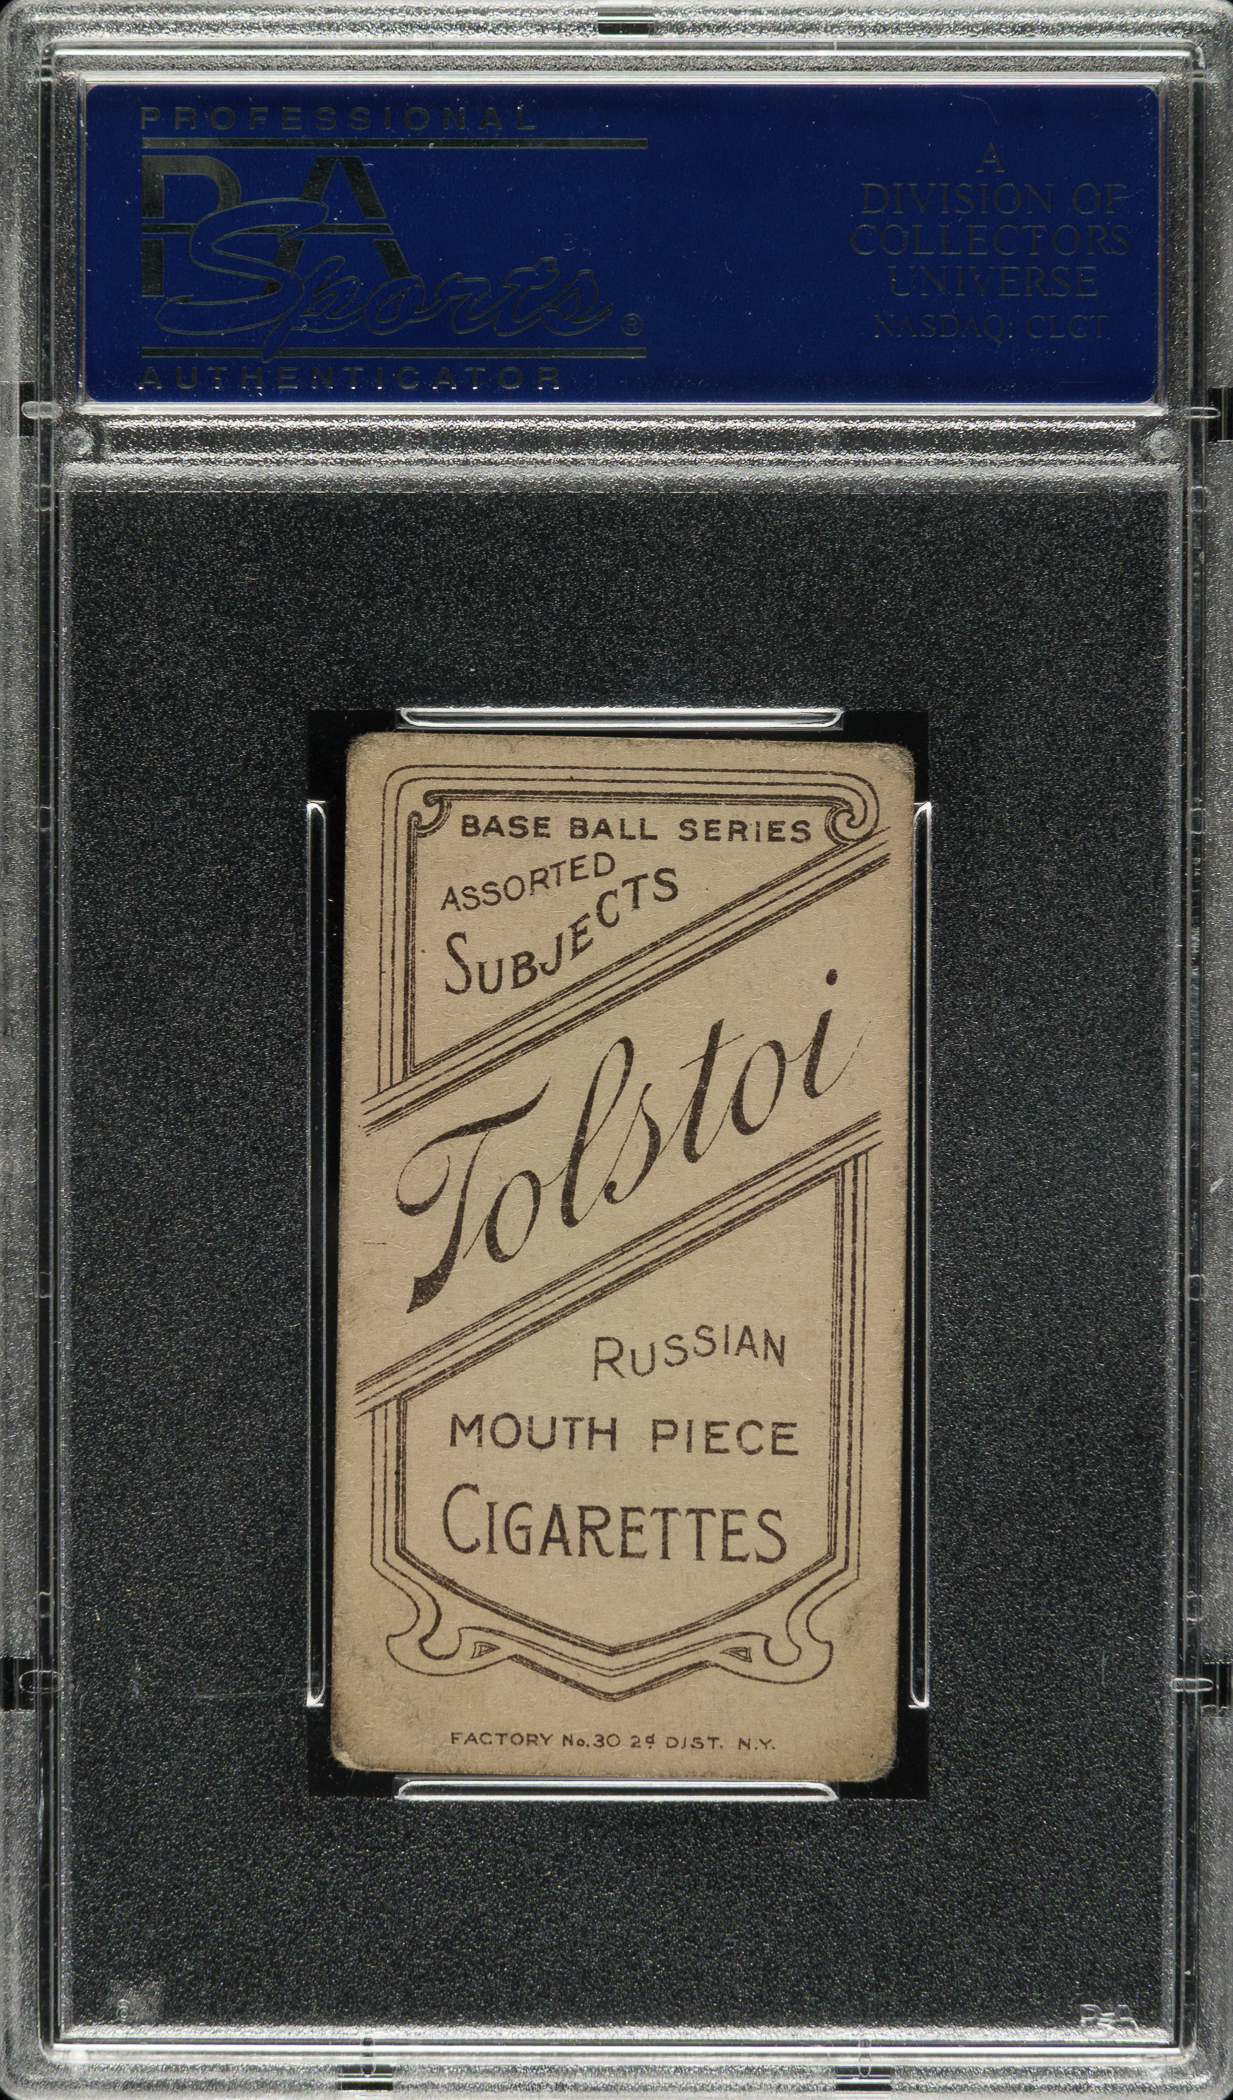 PROFESSIONAL
PSA
Sports®
AUTHENTICATOR
A
DIVISION OF
COLLECTORS
UNIVERSE
NASDAQ: CLCT
BASE BALL SERIES
ASSORTED
SUBJECTS
Tolstoi
RUSSIAN
MOUTH PIECE
CIGARETTES
FACTORY No. 30 2d DIST. N.Y.
PSA